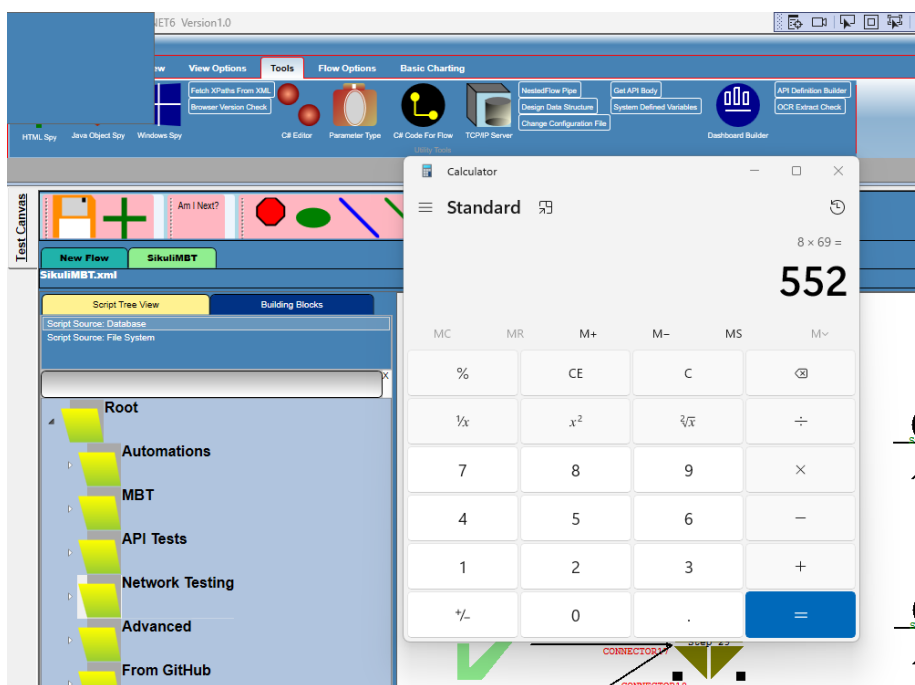 NET6 Version1.0
ew View Options Tools Flow Options Basic Charting
Fetch XPaths From XML
Browser Version Check
NestedFlow Pipe
Design Data Structure
Change Configuration File
Get API Body
System Defined Variables
API Definition Builder
OCR Extract Check
HTML Spy Java Object Spy Windows Spy C# Editor Parameter Type C# Code For Flow TCP/IP Server Dashboard Builder
Utility Tools
Test Canvas
Am I Next?
New Flow SikuliMBT
SikuliMBT.xml
Script Tree View Building Blocks
Script Source: Database
Script Source: File System
X
Root
Automations
MBT
API Tests
Network Testing
Advanced
From GitHub
Calculator
Standard
8 × 69 =
552
MC MR M+ M− MS M
% CE C
¹/x x² ²√x ÷
7 8 9 ×
4 5 6 −
1 2 3 +
+/− 0 . =
Step 25
CONNECTOR17